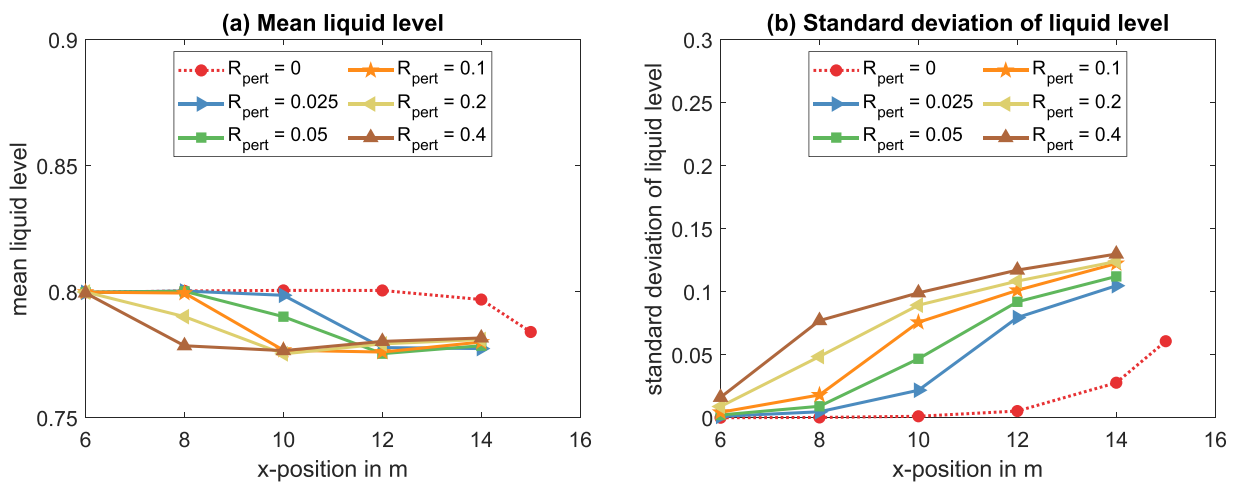 (a) Mean liquid level
0.9
0.85
0.8
0.75
mean liquid level
R_pert = 0
R_pert = 0.025
R_pert = 0.05
R_pert = 0.1
R_pert = 0.2
R_pert = 0.4
6 8 10 12 14 16
x-position in m
(b) Standard deviation of liquid level
0.3
0.25
0.2
0.15
0.1
0.05
0
standard deviation of liquid level
R_pert = 0
R_pert = 0.025
R_pert = 0.05
R_pert = 0.1
R_pert = 0.2
R_pert = 0.4
6 8 10 12 14 16
x-position in m